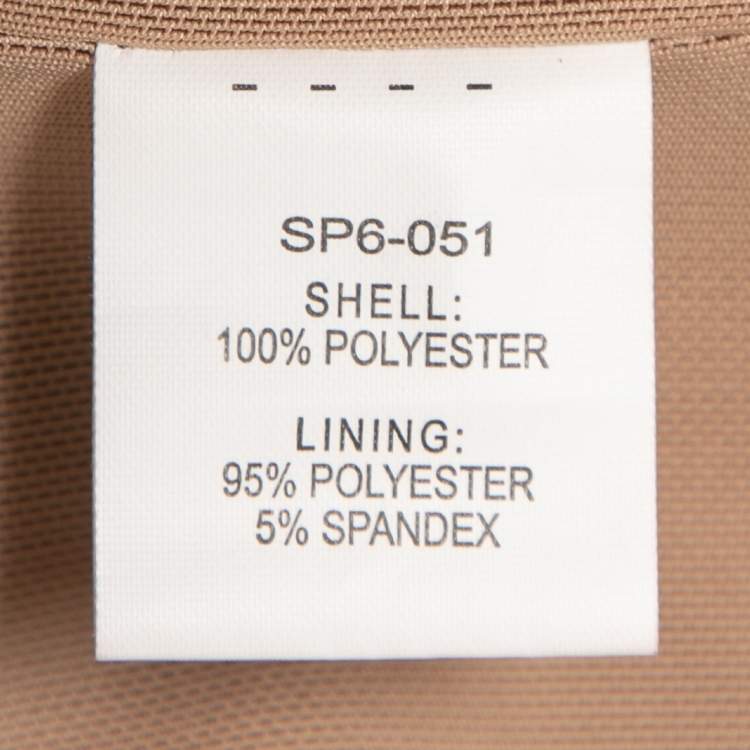 SP6-051
SHELL:
100% POLYESTER
LINING:
95% POLYESTER
5% SPANDEX